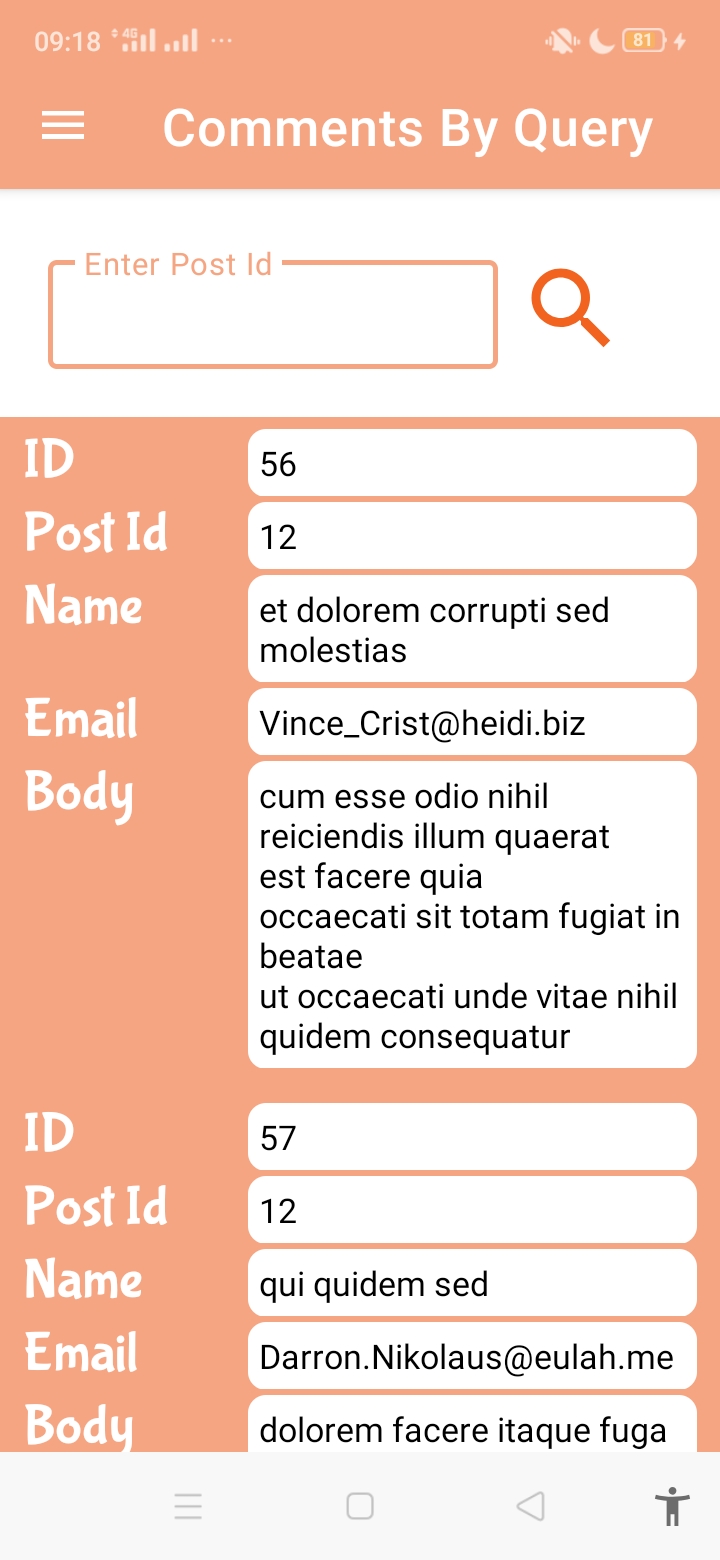 09:18 4G ... 81
Comments By Query
Enter Post Id
ID 56
Post Id 12
Name et dolorem corrupti sed
molestias
Email Vince_Crist@heidi.biz
Body cum esse odio nihil
reiciendis illum quaerat
est facere quia
occaecati sit totam fugiat in
beatae
ut occaecati unde vitae nihil
quidem consequatur
ID 57
Post Id 12
Name qui quidem sed
Email Darron.Nikolaus@eulah.me
Body dolorem facere itaque fuga